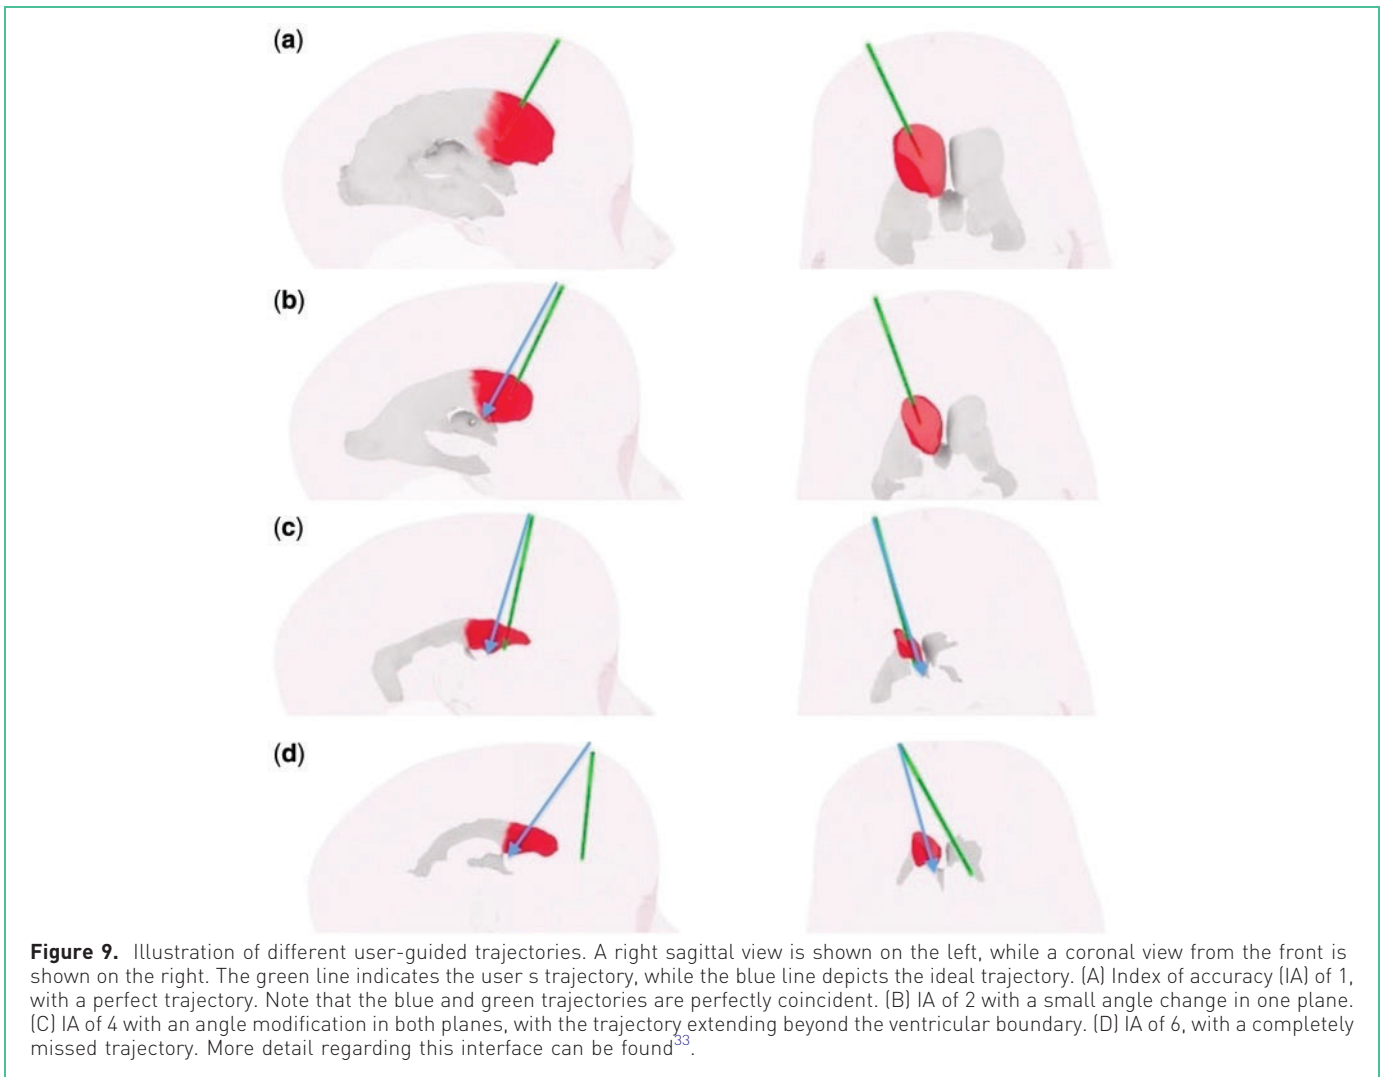 (a)
(b)
(c)
(d)
Figure 9. Illustration of different user-guided trajectories. A right sagittal view is shown on the left, while a coronal view from the front is
shown on the right. The green line indicates the user s trajectory, while the blue line depicts the ideal trajectory. (A) Index of accuracy (IA) of 1,
with a perfect trajectory. Note that the blue and green trajectories are perfectly coincident. (B) IA of 2 with a small angle change in one plane.
(C) IA of 4 with an angle modification in both planes, with the trajectory extending beyond the ventricular boundary. (D) IA of 6, with a completely
missed trajectory. More detail regarding this interface can be found33.